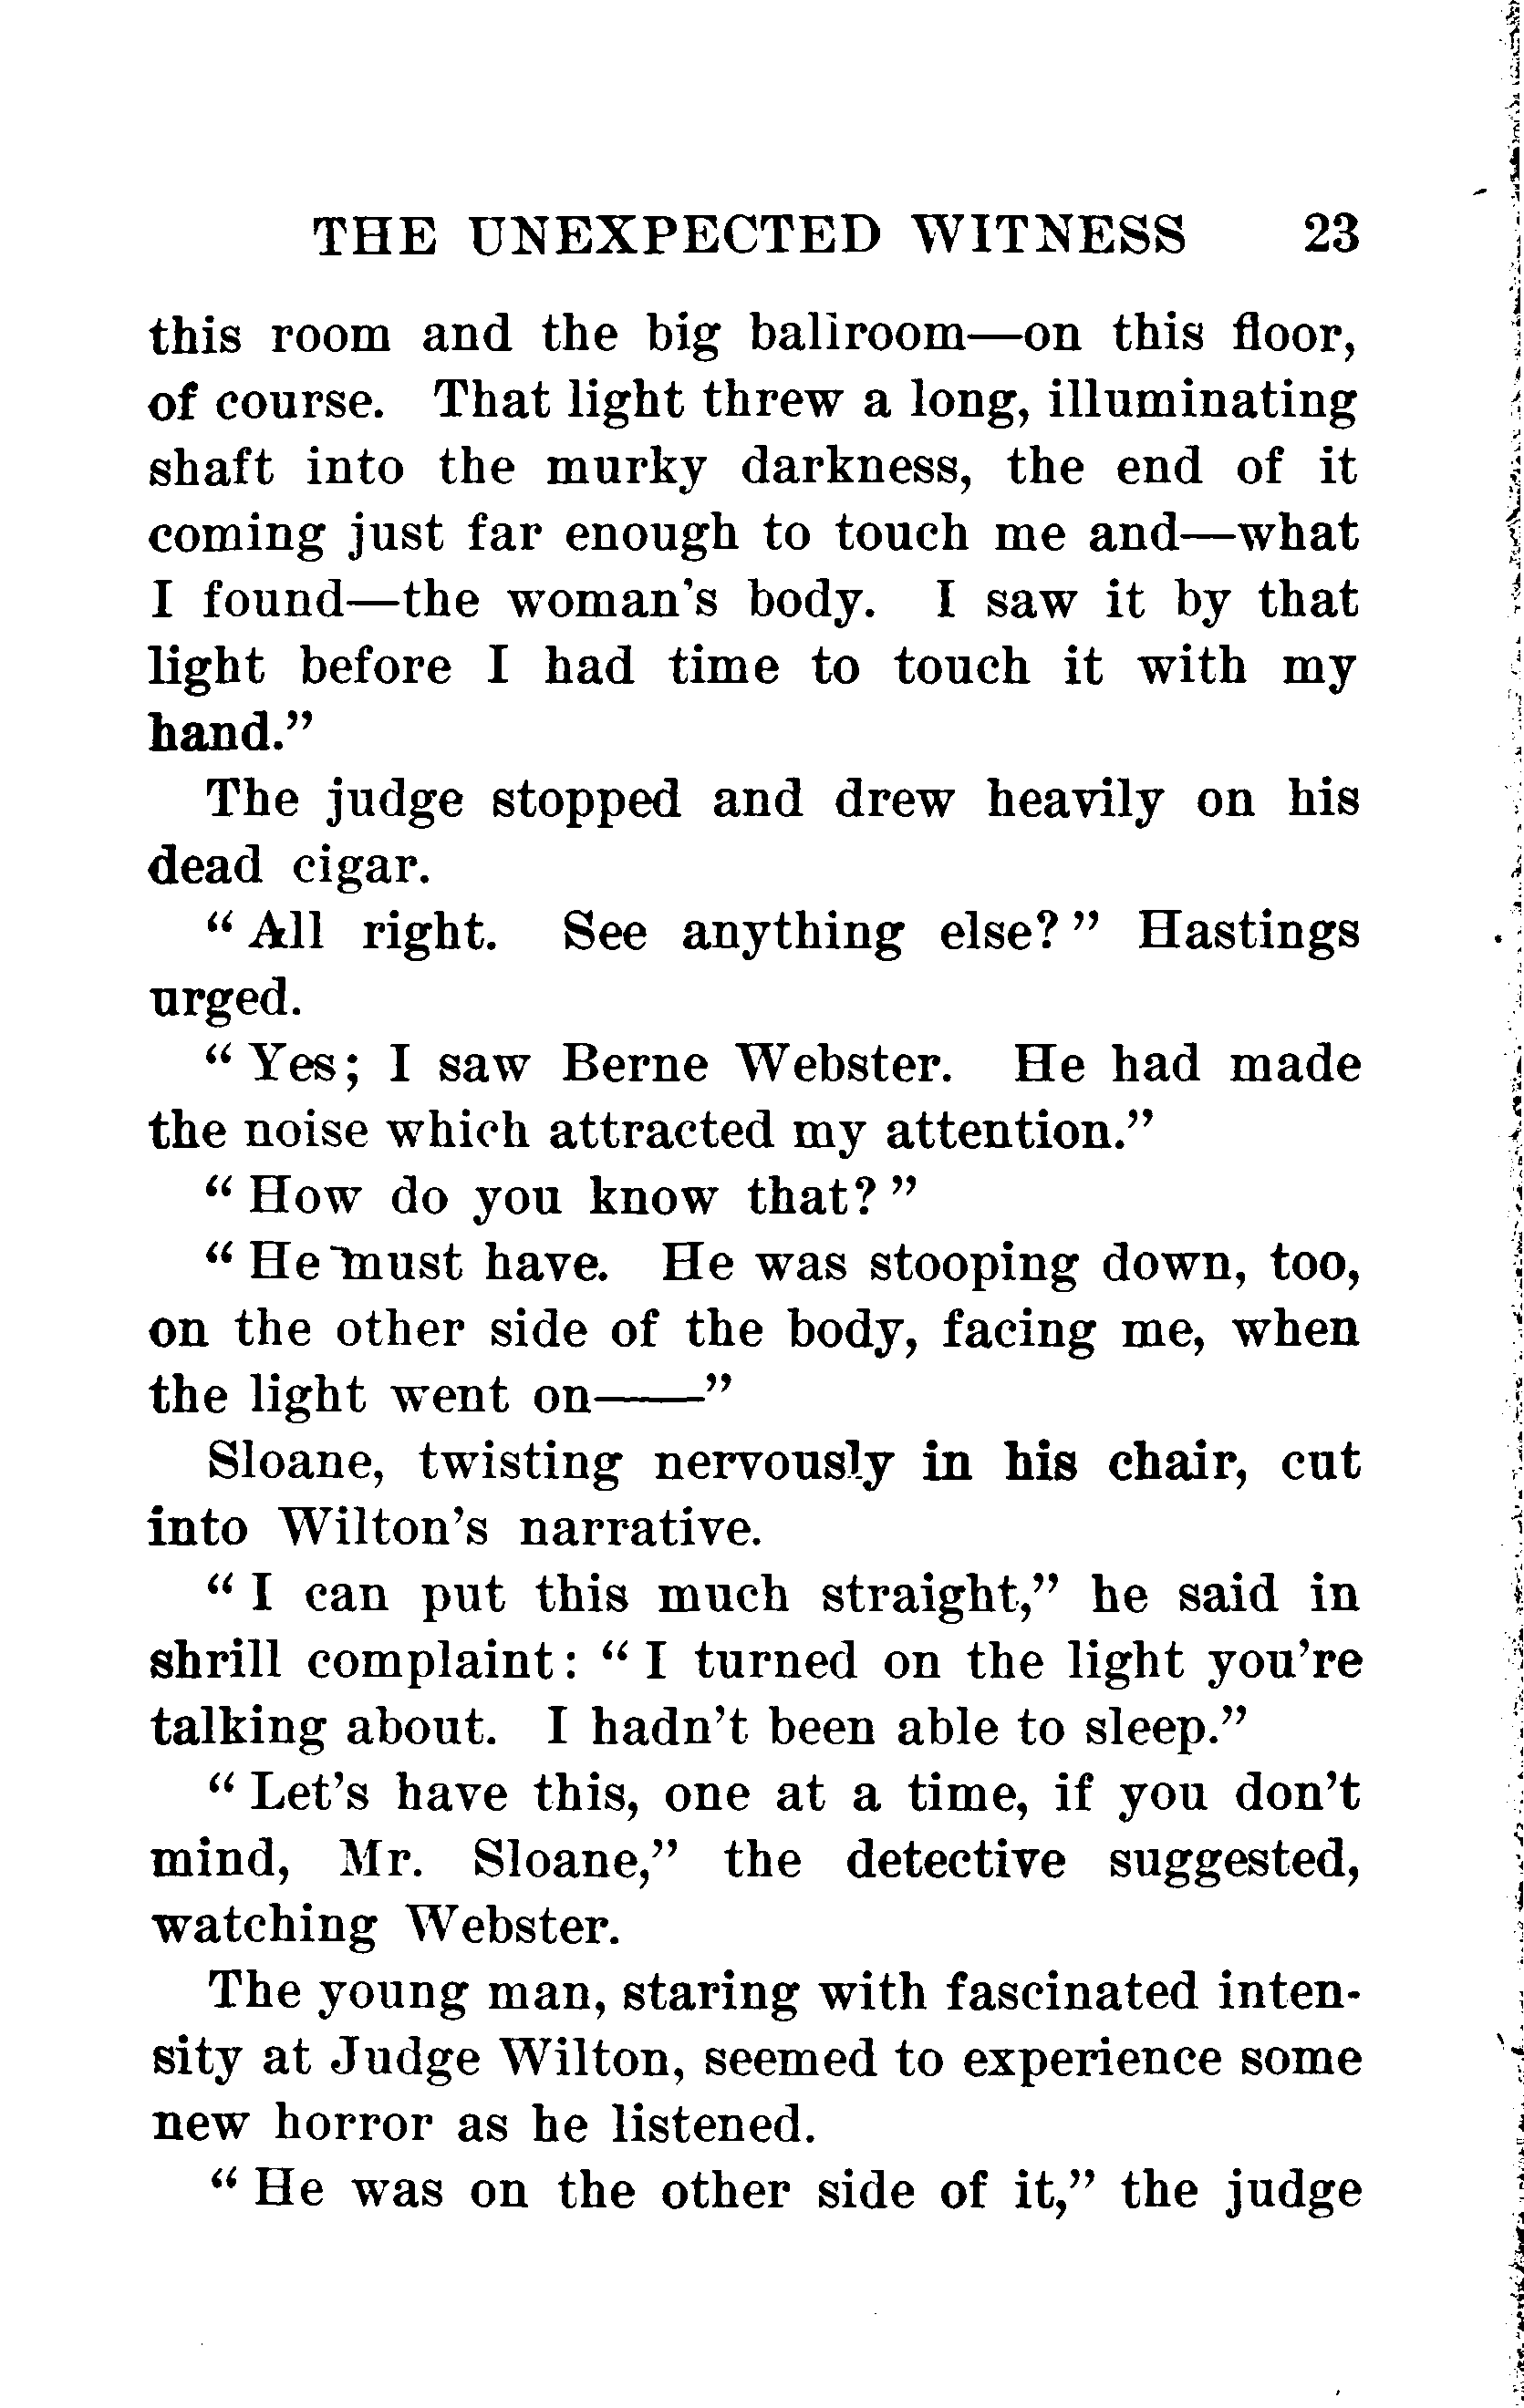 THE UNEXPECTED WITNESS 23
this room and the big ballroom—on this floor,
of course. That light threw a long, illuminating
shaft into the murky darkness, the end of it
coming just far enough to touch me and—what
I found—the woman's body. I saw it by that
light before I had time to touch it with my
hand."
The judge stopped and drew heavily on his
dead cigar.
"All right. See anything else?" Hastings
urged.
"Yes; I saw Berne Webster. He had made
the noise which attracted my attention."
"How do you know that?"
"He must have. He was stooping down, too,
on the other side of the body, facing me, when
the light went on——"
Sloane, twisting nervously in his chair, cut
into Wilton's narrative.
"I can put this much straight," he said in
shrill complaint: "I turned on the light you're
talking about. I hadn't been able to sleep."
"Let's have this, one at a time, if you don't
mind, Mr. Sloane," the detective suggested,
watching Webster.
The young man, staring with fascinated inten-
sity at Judge Wilton, seemed to experience some
new horror as he listened.
"He was on the other side of it," the judge